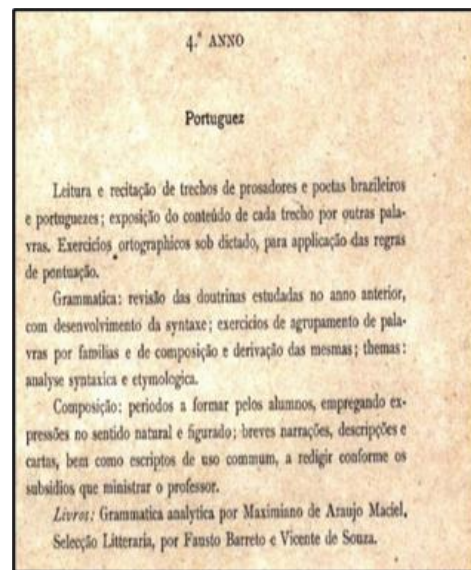 4.º ANNO
Portuguez
Leitura e recitação de trechos de prosadores e poetas brazileiros
e portuguezes; exposição do conteúdo de cada trecho por outras pala-
vras. Exercicios ortographicos sob dictado, para applicação das regras
de pontuação.
Grammatica: revisão das doutrinas estudadas no anno anterior,
com desenvolvimento da syntaxe; exercicios de agrupamento de pala-
vras por familias e de composição e derivação das mesmas; themas:
analyse syntaxica e etymologica.
Composição: periodos a formar pelos alumnos, empregando ex-
pressões no sentido natural e figurado; breves narrações, descripções e
cartas, bem como escriptos de uso commum, a redigir conforme os
subsidios que ministrar o professor.
Livros: Grammatica analytica por Maximiano de Araujo Maciel,
Selecção Litteraria, por Fausto Barreto e Vicente de Souza.